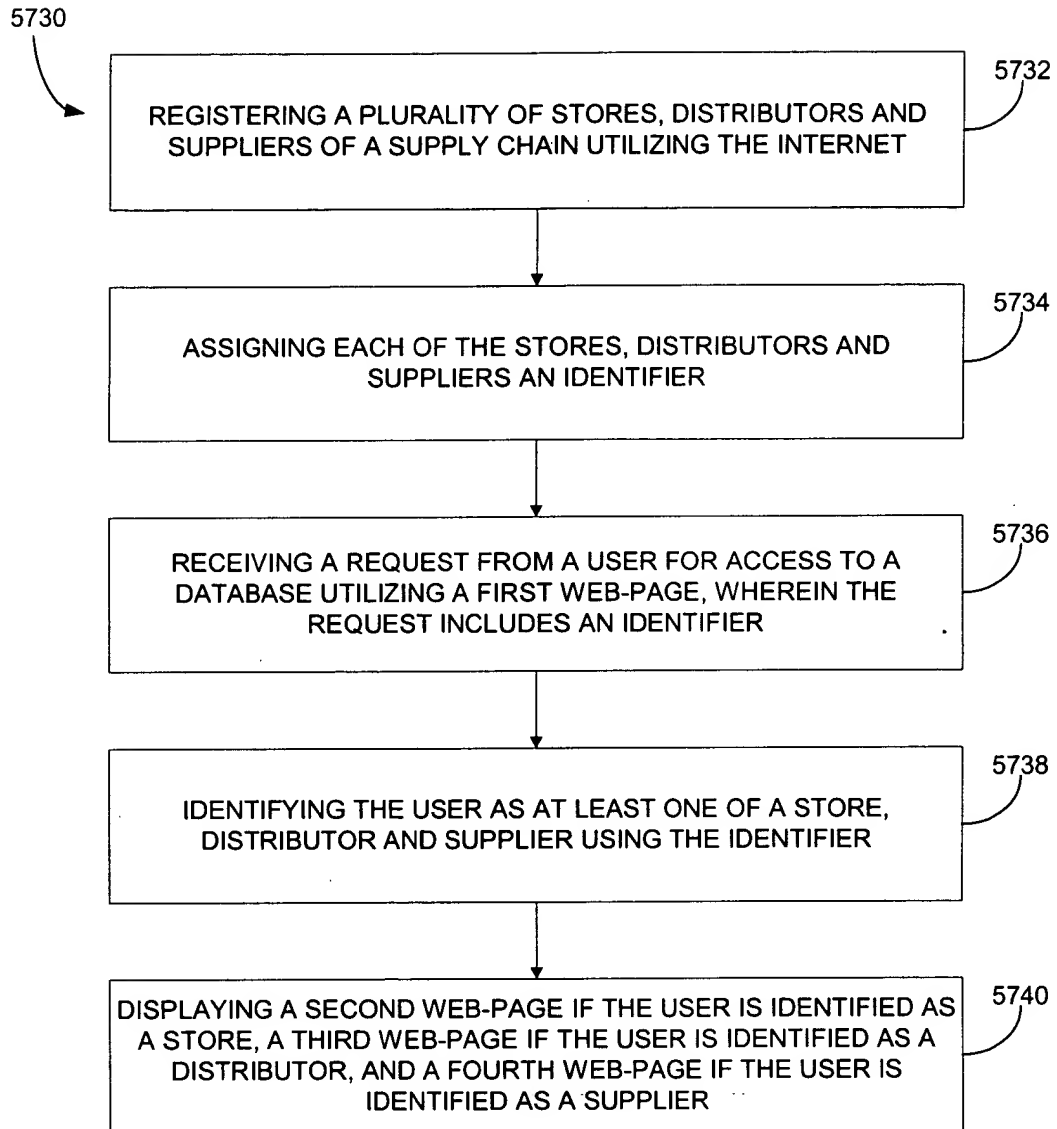 5730
5732
REGISTERING A PLURALITY OF STORES, DISTRIBUTORS AND
SUPPLIERS OF A SUPPLY CHAIN UTILIZING THE INTERNET
5734
ASSIGNING EACH OF THE STORES, DISTRIBUTORS AND
SUPPLIERS AN IDENTIFIER
5736
RECEIVING A REQUEST FROM A USER FOR ACCESS TO A
DATABASE UTILIZING A FIRST WEB-PAGE, WHEREIN THE
REQUEST INCLUDES AN IDENTIFIER
5738
IDENTIFYING THE USER AS AT LEAST ONE OF A STORE,
DISTRIBUTOR AND SUPPLIER USING THE IDENTIFIER
5740
DISPLAYING A SECOND WEB-PAGE IF THE USER IS IDENTIFIED AS
A STORE, A THIRD WEB-PAGE IF THE USER IS IDENTIFIED AS A
DISTRIBUTOR, AND A FOURTH WEB-PAGE IF THE USER IS
IDENTIFIED AS A SUPPLIER